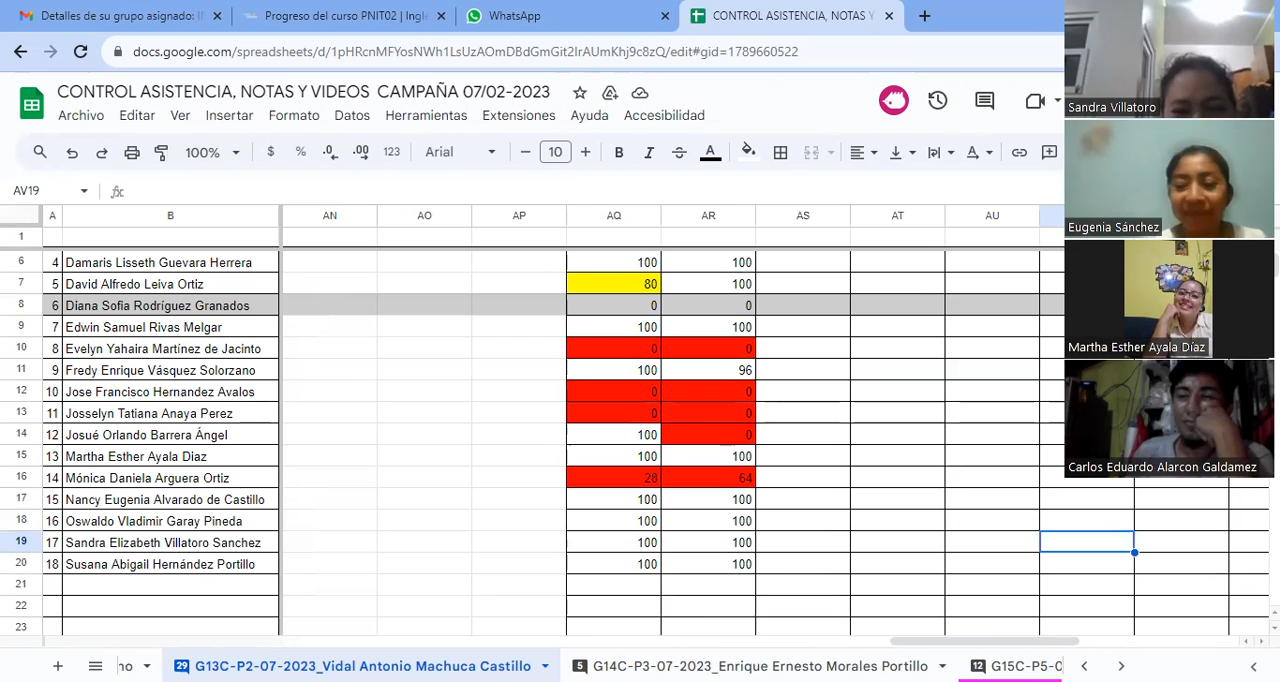 Detalles de su grupo asignado: I
Progreso del curso PNIT02 | Ingl
WhatsApp
CONTROL ASISTENCIA, NOTAS Y
docs.google.com/spreadsheets/d/1pHRpnMFYosNWh1LsUzAOmDBdGmGit2IrAUmKhj9c8zQ/edit#gid=1789660522
CONTROL ASISTENCIA, NOTAS Y VIDEOS CAMPAÑA 07/02-2023
Archivo Editar Insertar Formato Datos Herramientas Extensiones Ayuda Accesibilidad
100% $ % .0 .00 123 Arial 10 B I A
AV19 fx
A B AN AO AP AQ AR AS AT AU
1
6 4 Damaris Lisseth Guevara Herrera 100 100
7 5 David Alfredo Leiva Ortiz 80 100
8 6 Diana Sofia Rodríguez Granados 0 0
9 7 Edwin Samuel Rivas Melgar 100 100
10 8 Evelyn Yahaira Martínez de Jacinto 0 0
11 9 Fredy Enrique Vásquez Solorzano 100 96
12 10 Jose Francisco Hernandez Avalos 0 0
13 11 Josselyn Tatiana Anaya Perez 0 0
14 12 Josué Orlando Barrera Ángel 100 0
15 13 Martha Esther Ayala Diaz 100 100
16 14 Mónica Daniela Arguera Ortiz 28 64
17 15 Nancy Eugenia Alvarado de Castillo 100 100
18 16 Oswaldo Vladimir Garay Pineda 100 100
19 17 Sandra Elizabeth Villatoro Sanchez 100 100
20 18 Susana Abigail Hernández Portillo 100 100
21
22
23
no 29 G13C-P2-07-2023_Vidal Antonio Machuca Castillo 5 G14C-P3-07-2023_Enrique Ernesto Morales Portillo 12 G15C-P5-0
Sandra Villatoro
Eugenia Sánchez
Martha Esther Ayala Díaz
Carlos Eduardo Alarcon Galdamez